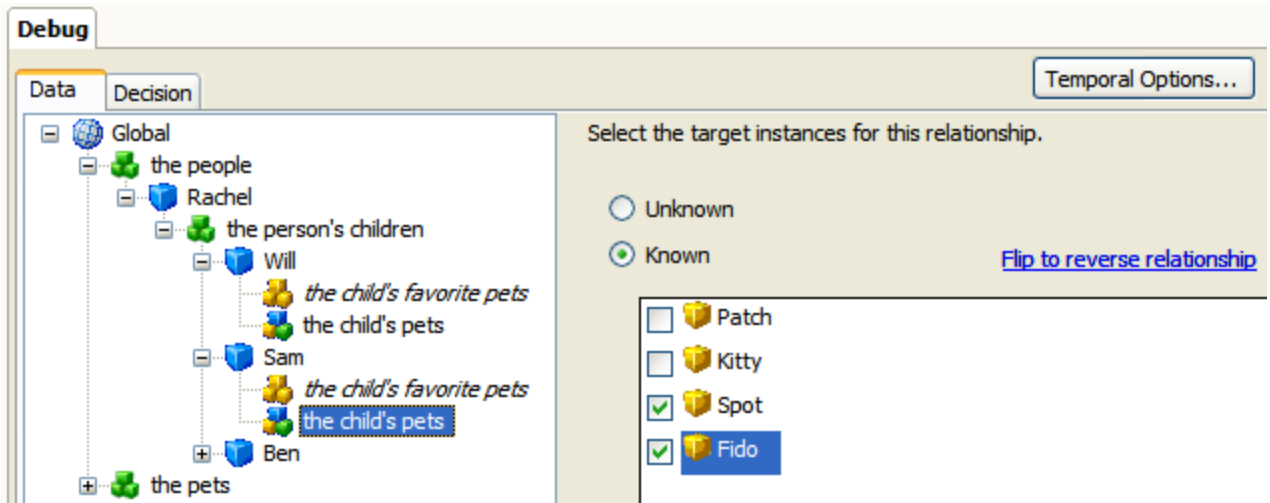 Debug
Data
Decision
Temporal Options...
Global
the people
Rachel
the person's children
Will
the child's favorite pets
the child's pets
Sam
the child's favorite pets
the child's pets
Ben
the pets
Select the target instances for this relationship.
Unknown
Known
Flip to reverse relationship
Patch
Kitty
Spot
Fido